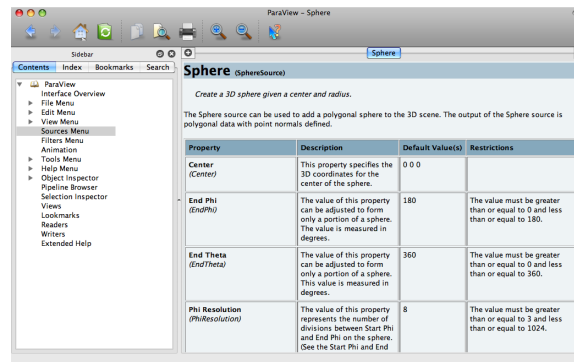 ParaView - Sphere
Sidebar
Sphere
Contents Index Bookmarks Search
ParaView
Interface Overview
File Menu
Edit Menu
View Menu
Sources Menu
Filters Menu
Animation
Tools Menu
Help Menu
Object Inspector
Pipeline Browser
Selection Inspector
Views
Lookmarks
Readers
Writers
Extended Help
Sphere (SphereSource)
Create a 3D sphere given a center and radius.
The Sphere source can be used to add a polygonal sphere to the 3D scene. The output of the Sphere source is
polygonal data with point normals defined.
Property Description Default Value(s) Restrictions
Center
(Center)
This property specifies the
3D coordinates for the
center of the sphere.
0 0 0
End Phi
(EndPhi)
The value of this property
can be adjusted to form
only a portion of a sphere.
The value is measured in
degrees.
180
The value must be greater
than or equal to 0 and less
than or equal to 180.
End Theta
(EndTheta)
The value of this property
can be adjusted to form
only a portion of a sphere.
This value is measured in
degrees.
360
The value must be greater
than or equal to 0 and less
than or equal to 360.
Phi Resolution
(PhiResolution)
The value of this property
represents the number of
divisions between Start Phi
and End Phi on the sphere.
(See the Start Phi and End
8
The value must be greater
than or equal to 3 and less
than or equal to 1024.